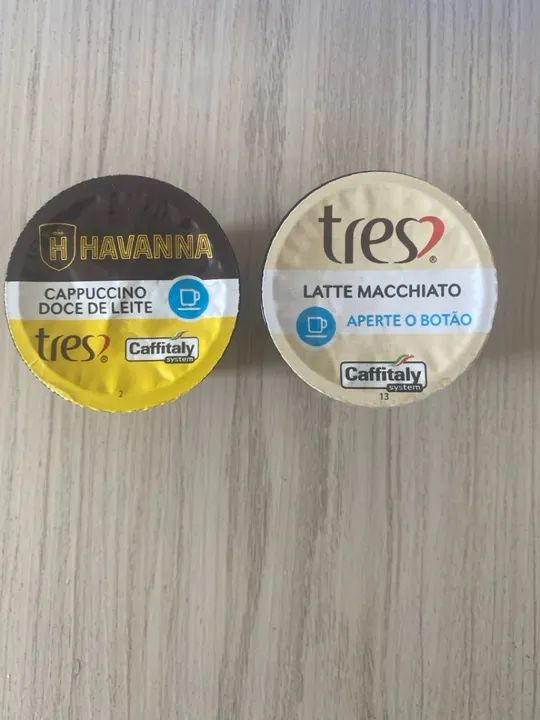 H HAVANNA
CAPPUCCINO
DOCE DE LEITE
tres®
Caffitaly
system
2
tres®
LATTE MACCHIATO
APERTE O BOTÃO
Caffitaly
system
13